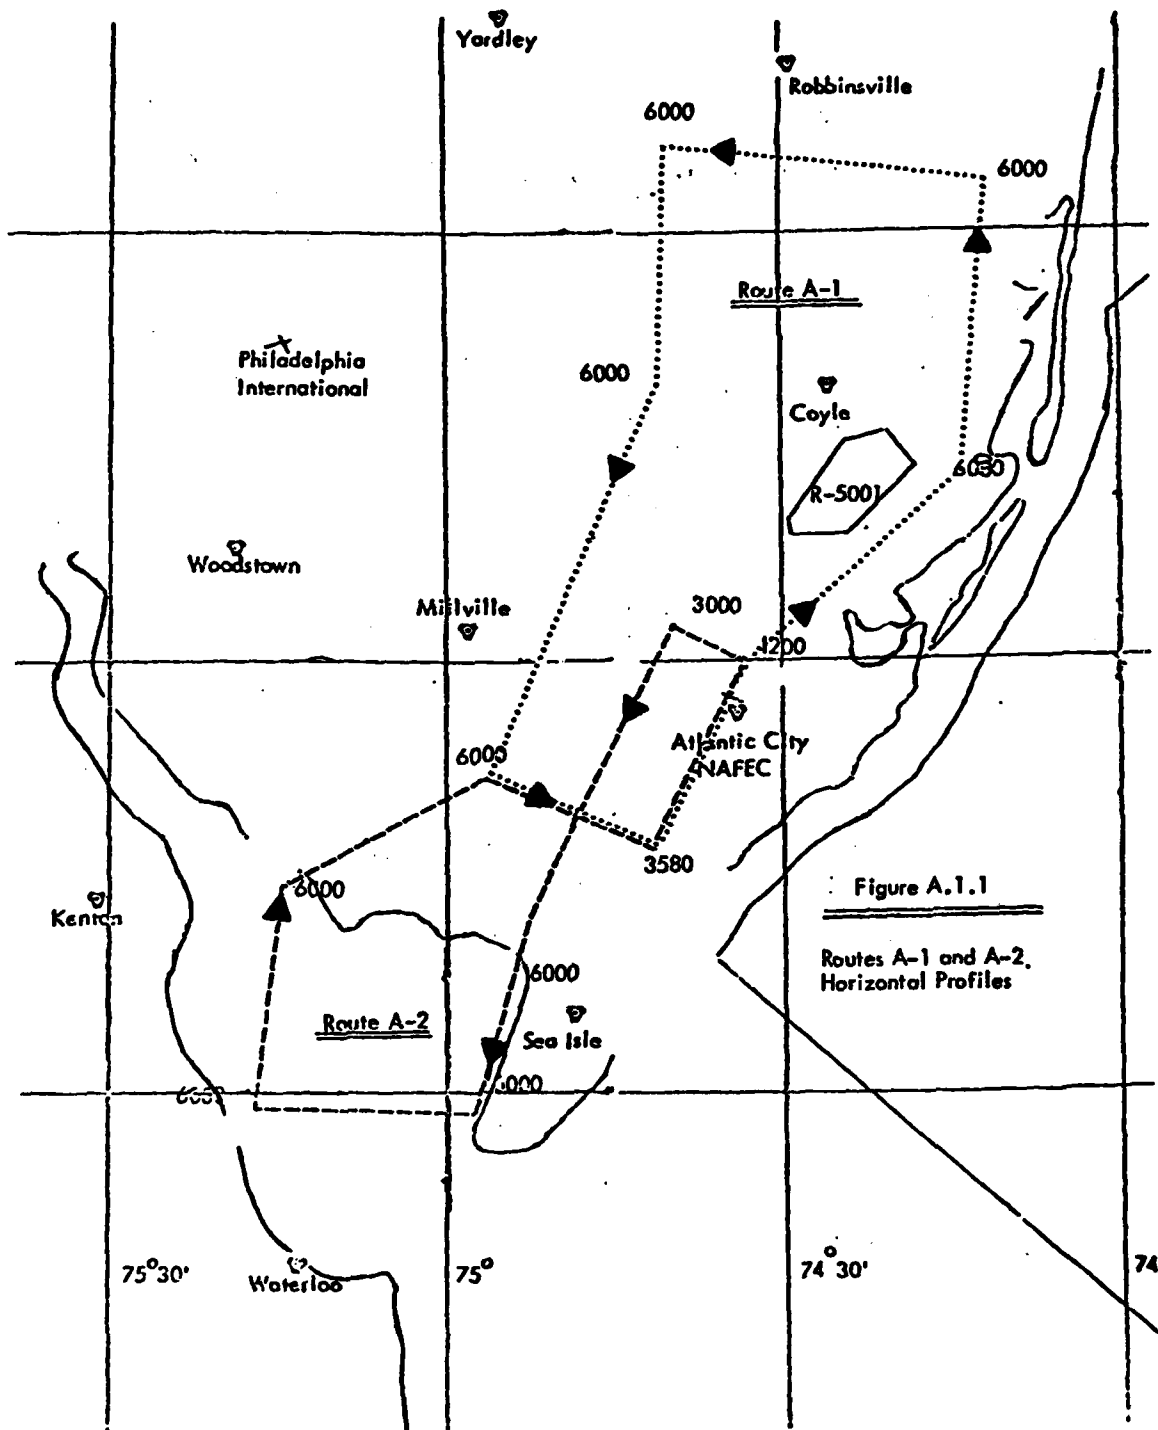 Yardley
Robbinsville
6000
6000
Route A-1
Philadelphia
International
6000
Coyle
R-5001
Woodstown
Millville
3000
6000
Atlantic City
NAFEC
3580
6000
Kenton
Figure A.1.1
Routes A-1 and A-2,
Horizontal Profiles
6000
Route A-2
Sea Isle
75°30'
75°
74°30'
74
Waterloo